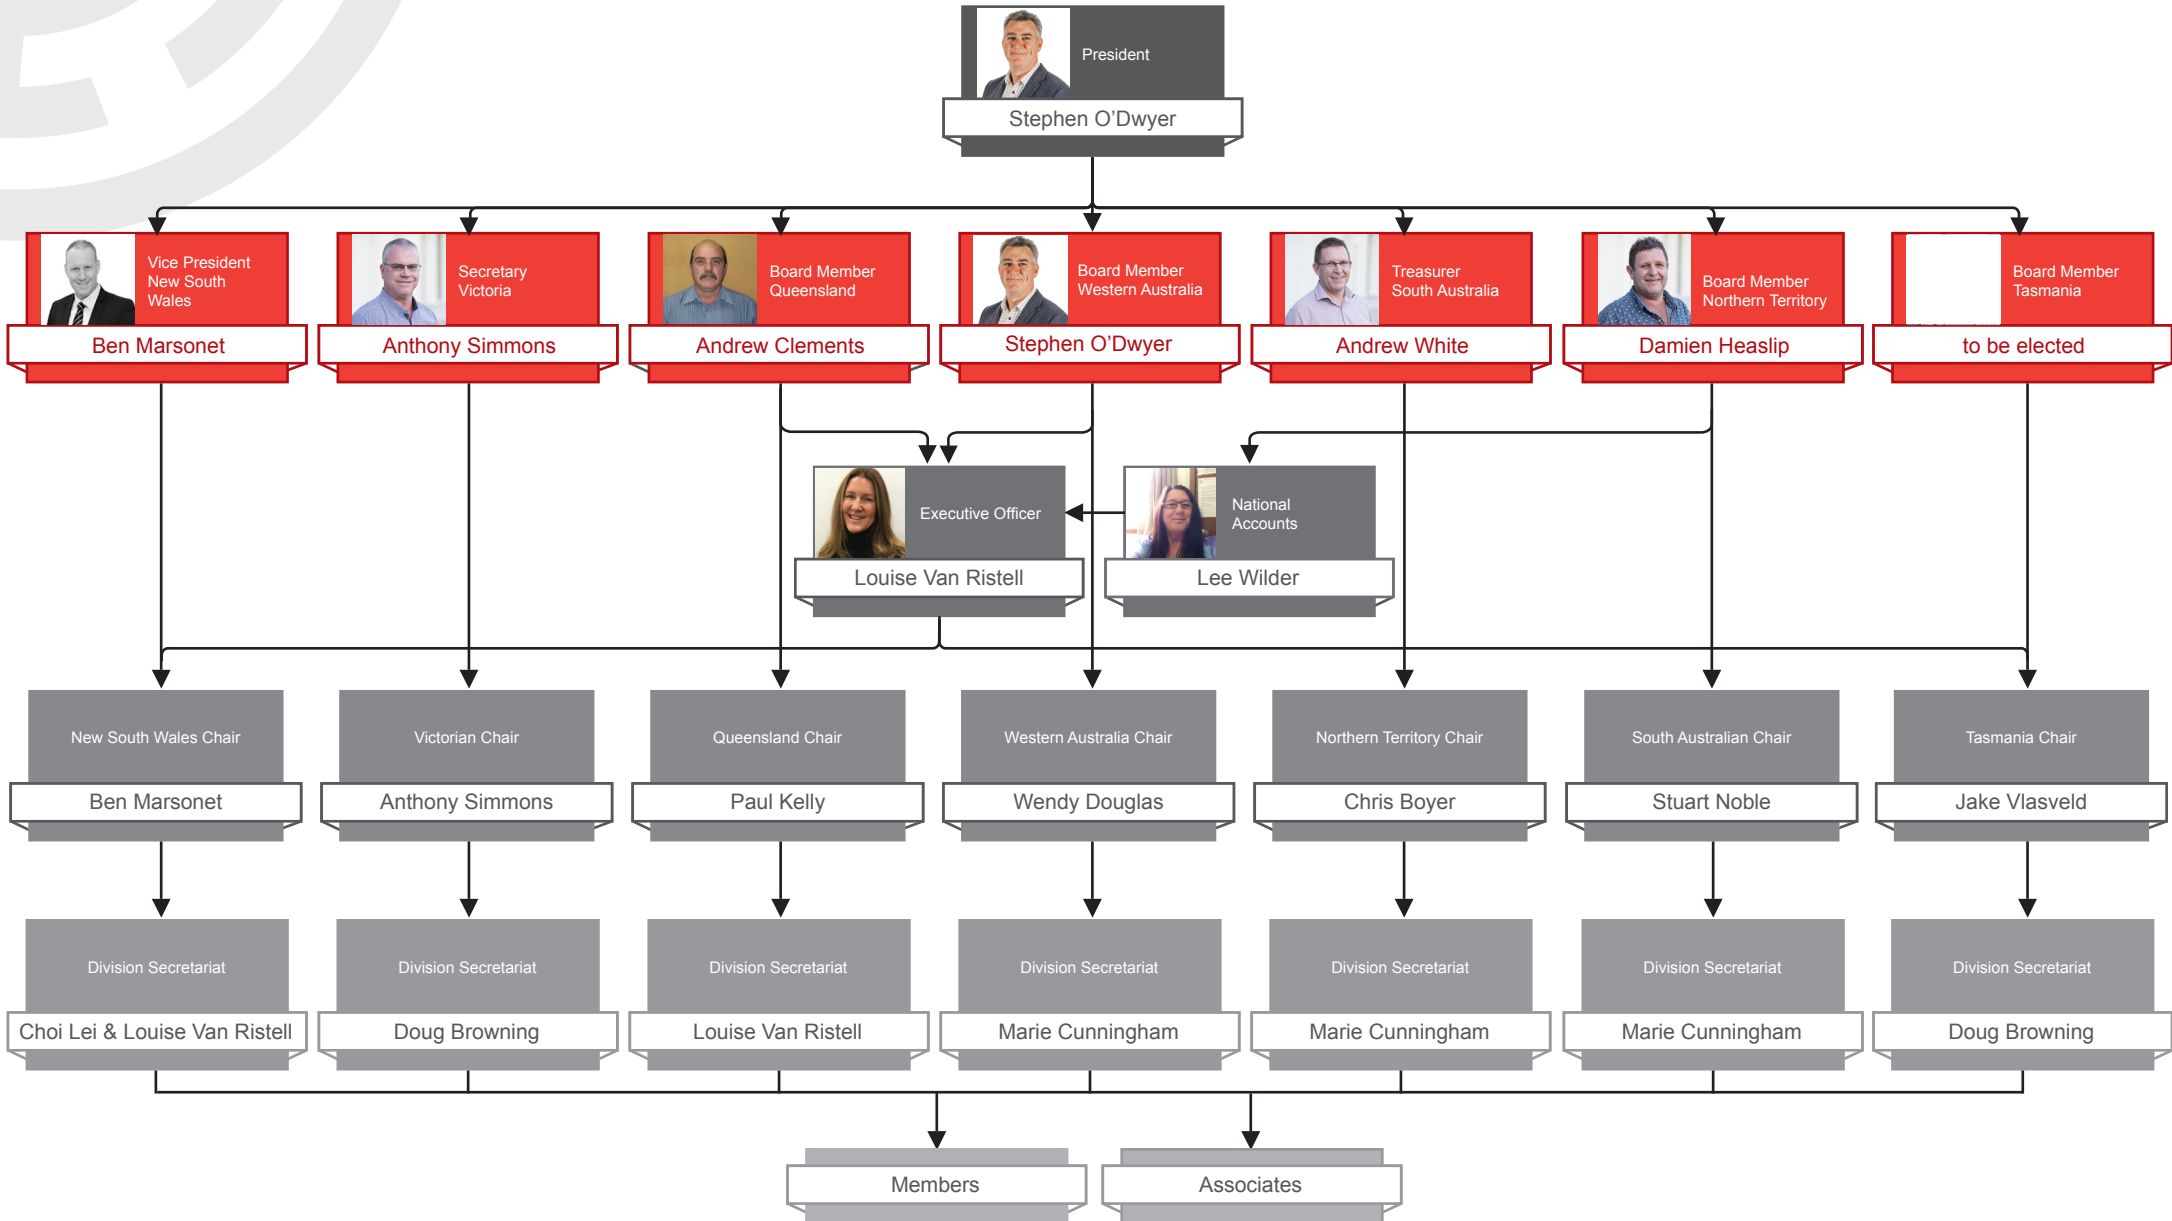 President
Stephen O'Dwyer
Vice President
New South
Wales
Ben Marsonet
Secretary
Victoria
Anthony Simmons
Board Member
Queensland
Andrew Clements
Board Member
Western Australia
Stephen O'Dwyer
Treasurer
South Australia
Andrew White
Board Member
Northern Territory
Damien Heaslip
Board Member
Tasmania
to be elected
Executive Officer
Louise Van Ristell
National
Accounts
Lee Wilder
New South Wales Chair
Ben Marsonet
Victorian Chair
Anthony Simmons
Queensland Chair
Paul Kelly
Western Australia Chair
Wendy Douglas
Northern Territory Chair
Chris Boyer
South Australian Chair
Stuart Noble
Tasmania Chair
Jake Vlasveld
Division Secretariat
Choi Lei & Louise Van Ristell
Division Secretariat
Doug Browning
Division Secretariat
Louise Van Ristell
Division Secretariat
Marie Cunningham
Division Secretariat
Marie Cunningham
Division Secretariat
Marie Cunningham
Division Secretariat
Doug Browning
Members
Associates